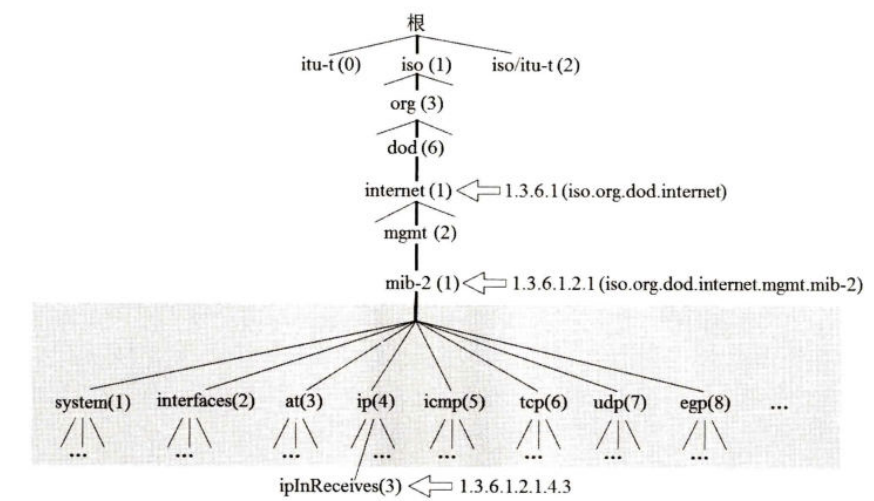 根
itu-t (0) iso (1) iso/itu-t (2)
org (3)
dod (6)
internet (1) 1.3.6.1 (iso.org.dod.internet)
mgmt (2)
mib-2 (1) 1.3.6.1.2.1 (iso.org.dod.internet.mgmt.mib-2)
system(1) interfaces(2) at(3) ip(4) icmp(5) tcp(6) udp(7) egp(8) ...
... ... ... ... ... ... ... ...
ipInReceives(3) 1.3.6.1.2.1.4.3